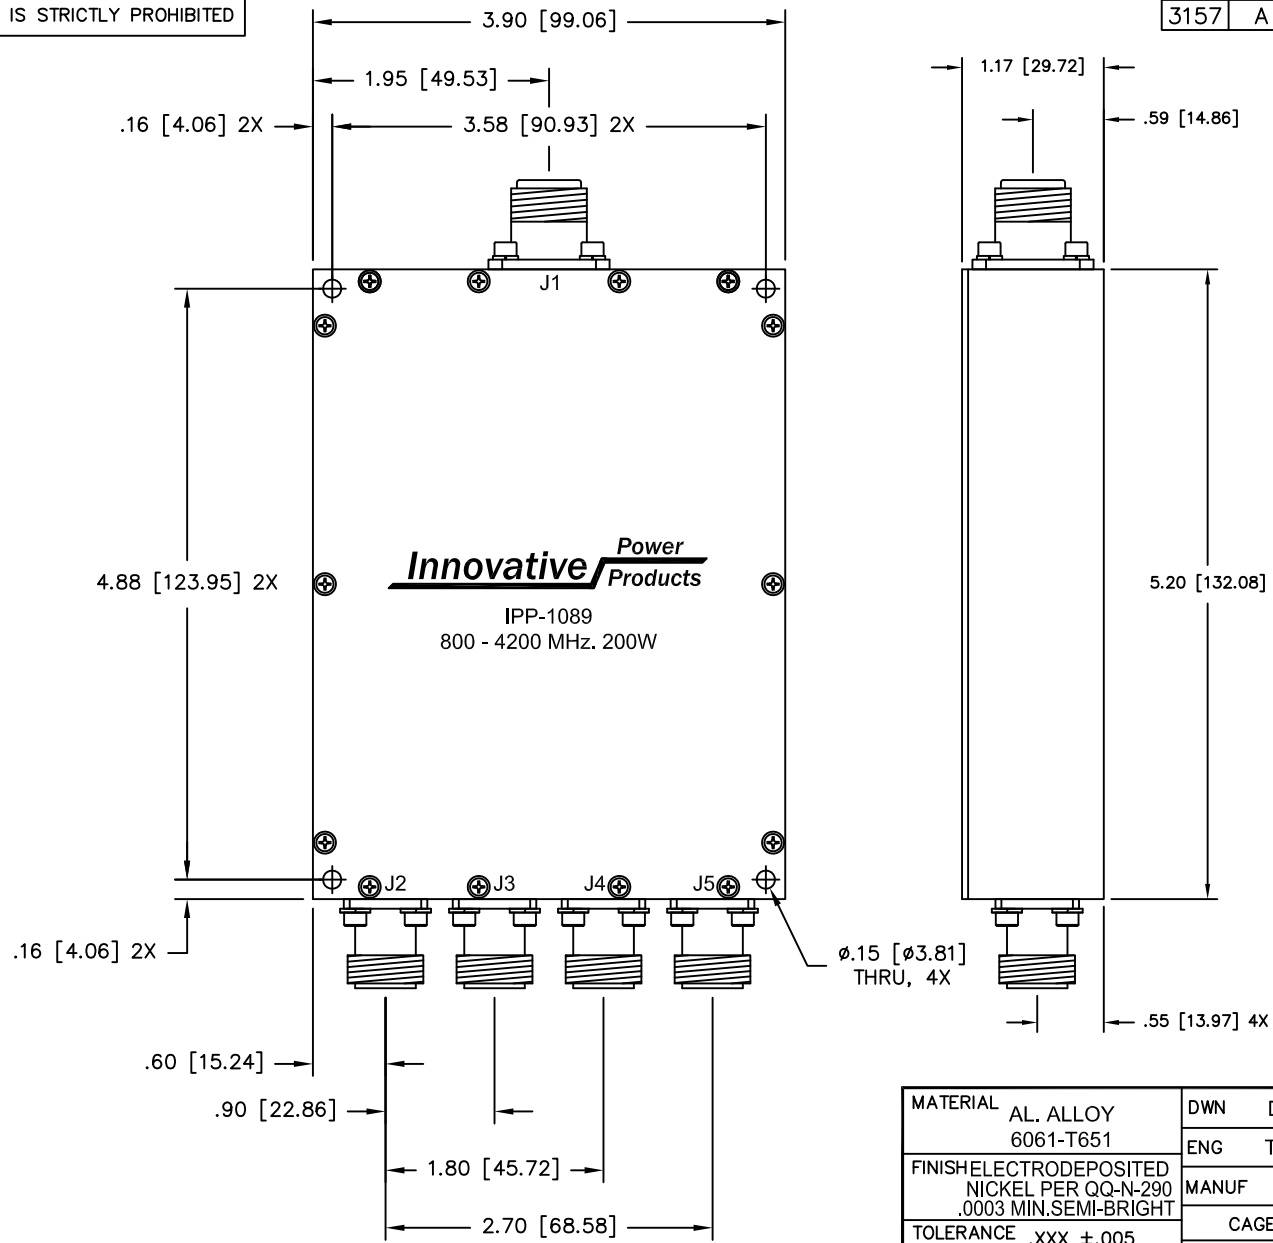 IS STRICTLY PROHIBITED
3157 A
3.90 [99.06]
1.95 [49.53]
.16 [4.06] 2X
3.58 [90.93] 2X
1.17 [29.72]
.59 [14.86]
J1
4.88 [123.95] 2X
5.20 [132.08]
Innovative Power Products
IPP-1089
800 - 4200 MHz. 200W
J2 J3 J4 J5
.16 [4.06] 2X
ø.15 [ø3.81]
THRU, 4X
.55 [13.97] 4X
.60 [15.24]
.90 [22.86]
1.80 [45.72]
2.70 [68.58]
MATERIAL AL. ALLOY
6061-T651
FINISH ELECTRODEPOSITED
NICKEL PER QQ-N-290
.0003 MIN.SEMI-BRIGHT
TOLERANCE .XXX ±.005
DWN
ENG T
MANUF
CAGE